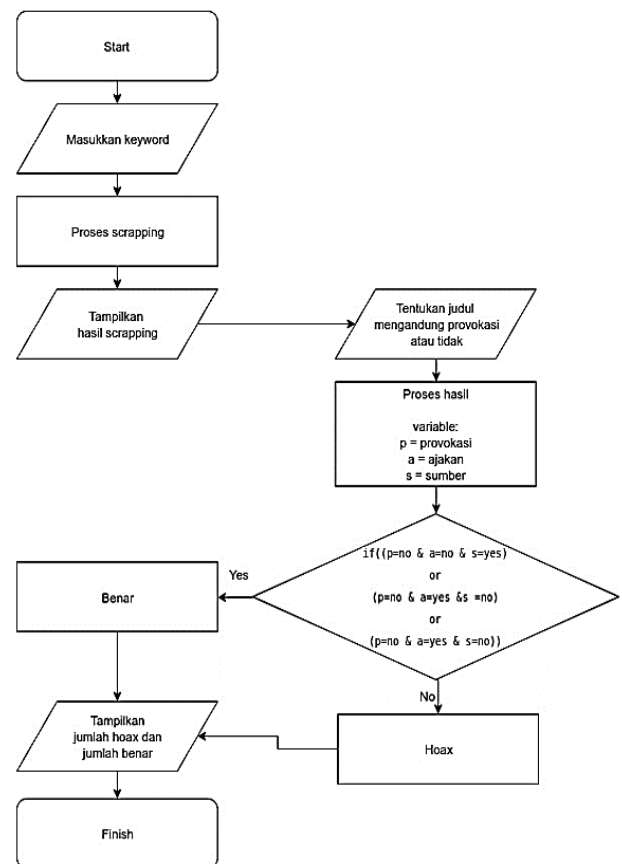 Start
Masukkan keyword
Proses scrapping
Tampilkan
hasil scrapping
Tentukan judul
mengandung provokasi
atau tidak
Proses hasil
variable:
p = provokasi
a = ajakan
s = sumber
if((p=no & a=no & s=yes)
or
(p=no & a=yes &s =no)
or
(p=no & a=yes & s=no))
Yes
Benar
No
Hoax
Tampilkan
jumlah hoax dan
jumlah benar
Finish